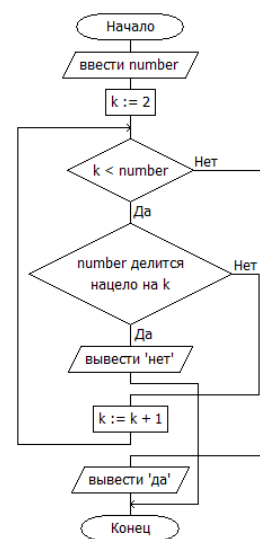 Начало
ввести number
k := 2
k < number
Нет
Да
number делится
нацело на k
Нет
Да
вывести 'нет'
k := k + 1
вывести 'да'
Конец